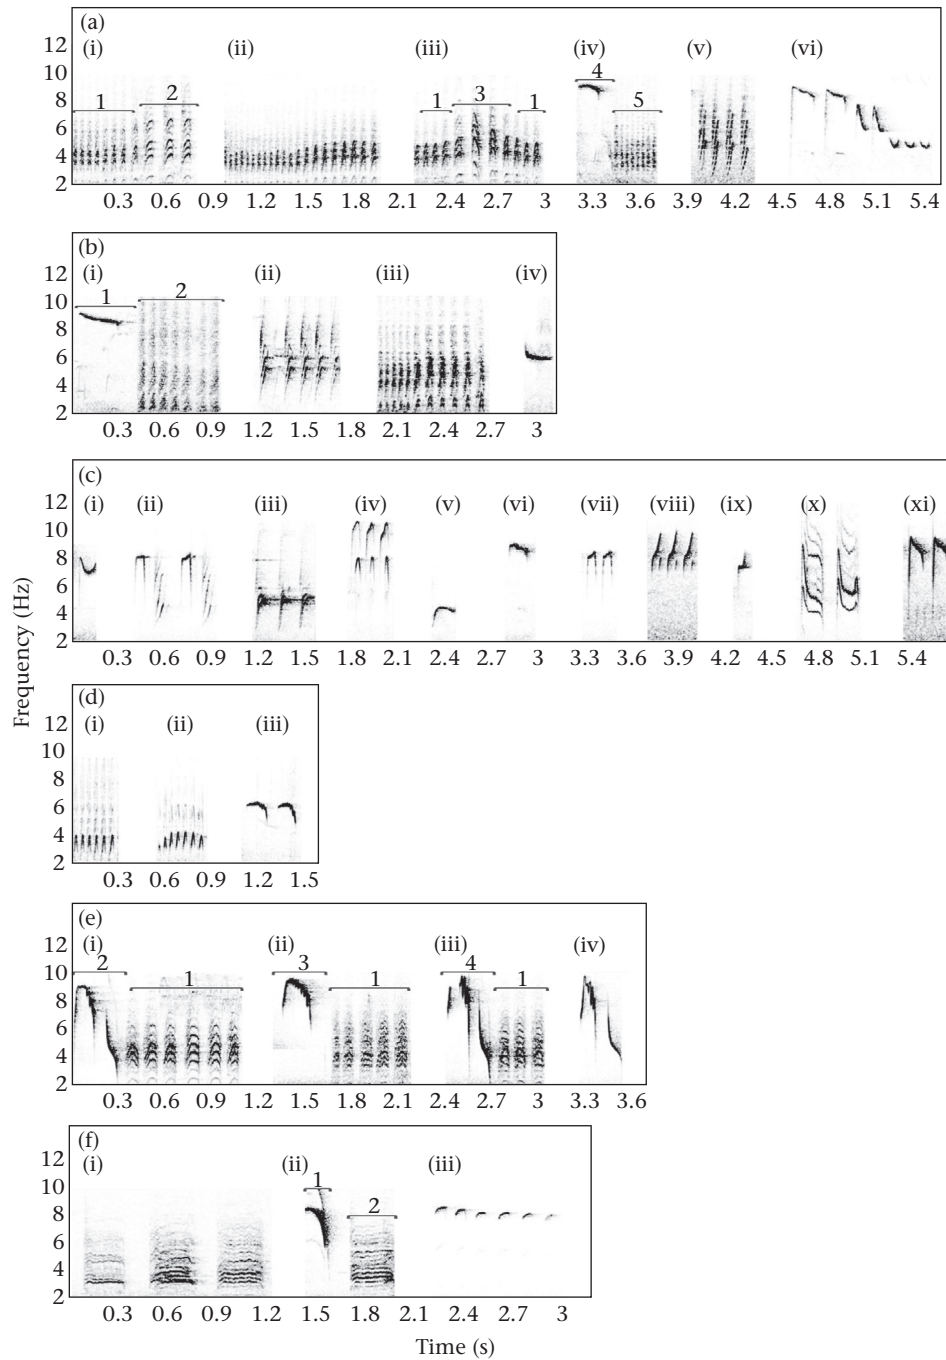 (a)
(i) (ii) (iii) (iv) (v) (vi)
1 2 1 3 1 4 5
12
10
8
6
4
2
0.3 0.6 0.9 1.2 1.5 1.8 2.1 2.4 2.7 3 3.3 3.6 3.9 4.2 4.5 4.8 5.1 5.4
(b)
(i) (ii) (iii) (iv)
1 2
12
10
8
6
4
2
0.3 0.6 0.9 1.2 1.5 1.8 2.1 2.4 2.7 3
(c)
(i) (ii) (iii) (iv) (v) (vi) (vii) (viii) (ix) (x) (xi)
12
10
8
6
4
2
0.3 0.6 0.9 1.2 1.5 1.8 2.1 2.4 2.7 3 3.3 3.6 3.9 4.2 4.5 4.8 5.1 5.4
Frequency (Hz)
(d)
(i) (ii) (iii)
12
10
8
6
4
2
0.3 0.6 0.9 1.2 1.5
(e)
(i) (ii) (iii) (iv)
2 1 3 1 4 1
12
10
8
6
4
2
0.3 0.6 0.9 1.2 1.5 1.8 2.1 2.4 2.7 3 3.3 3.6
(f)
(i) (ii) (iii)
1 2
12
10
8
6
4
2
0.3 0.6 0.9 1.2 1.5 1.8 2.4 2.7 3
Time (s)